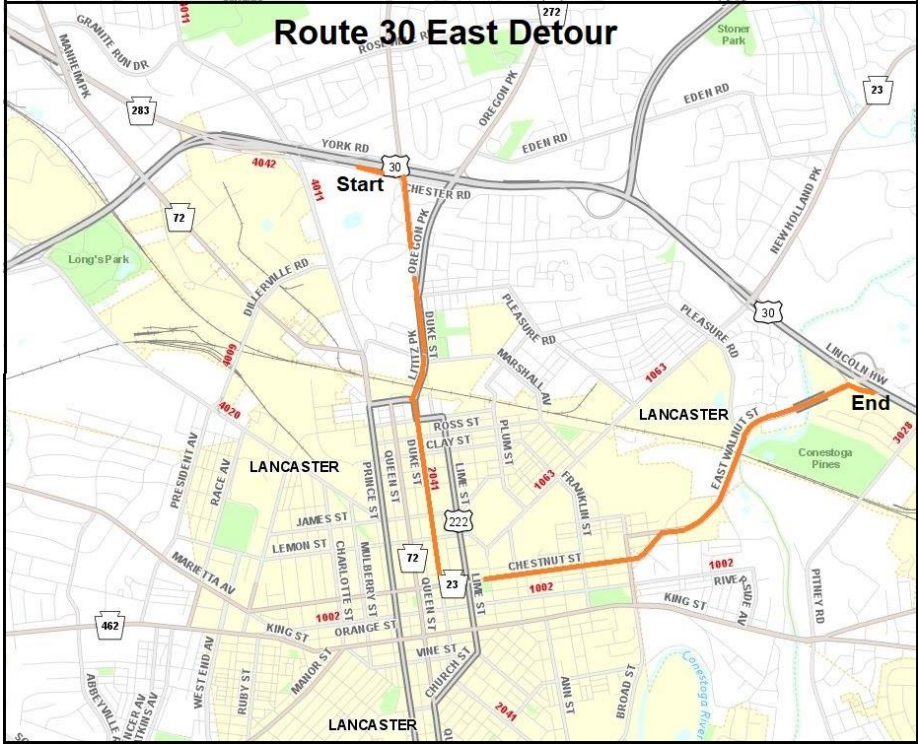 Route 30 East Detour
272
4011
Stoner
Park
GRANITE RUN DR
MANHEIM PK
OREGON PK
23
283
EDEN RD
EDEN RD
YORK RD
4042
30
Start
CHESTER RD
4011
72
OREGON PK
NEW HOLLAND PK
Long's Park
DILLERVILLE RD
PLEASURE RD
30
PLEASURE RD
DUKE ST
LITITZ PK
LINCOLN HW
4009
MARSHALL AV
1063
End
4020
LANCASTER
EAST WALNUT ST
3028
ROSS ST
CLAY ST
PLUM ST
Conestoga
Pines
LANCASTER
PRESIDENT AV
RACE AV
PRINCE ST
QUEEN ST
DUKE ST
2041
LIME ST
1063
FRANKLIN ST
JAMES ST
222
LEMON ST
CHARLOTTE ST
MULBERRY ST
72
CHESTNUT ST
MARIETTA AV
23
LIME ST
1002
1002
PITNEY RD
1002
QUEEN ST
KING ST
462
KING ST
ORANGE ST
VINE ST
WEST END AV
RUBY ST
MANOR ST
CHURCH ST
ANN ST
BROAD ST
Conestoga River
ABBEYVILLE
2041
LANCASTER